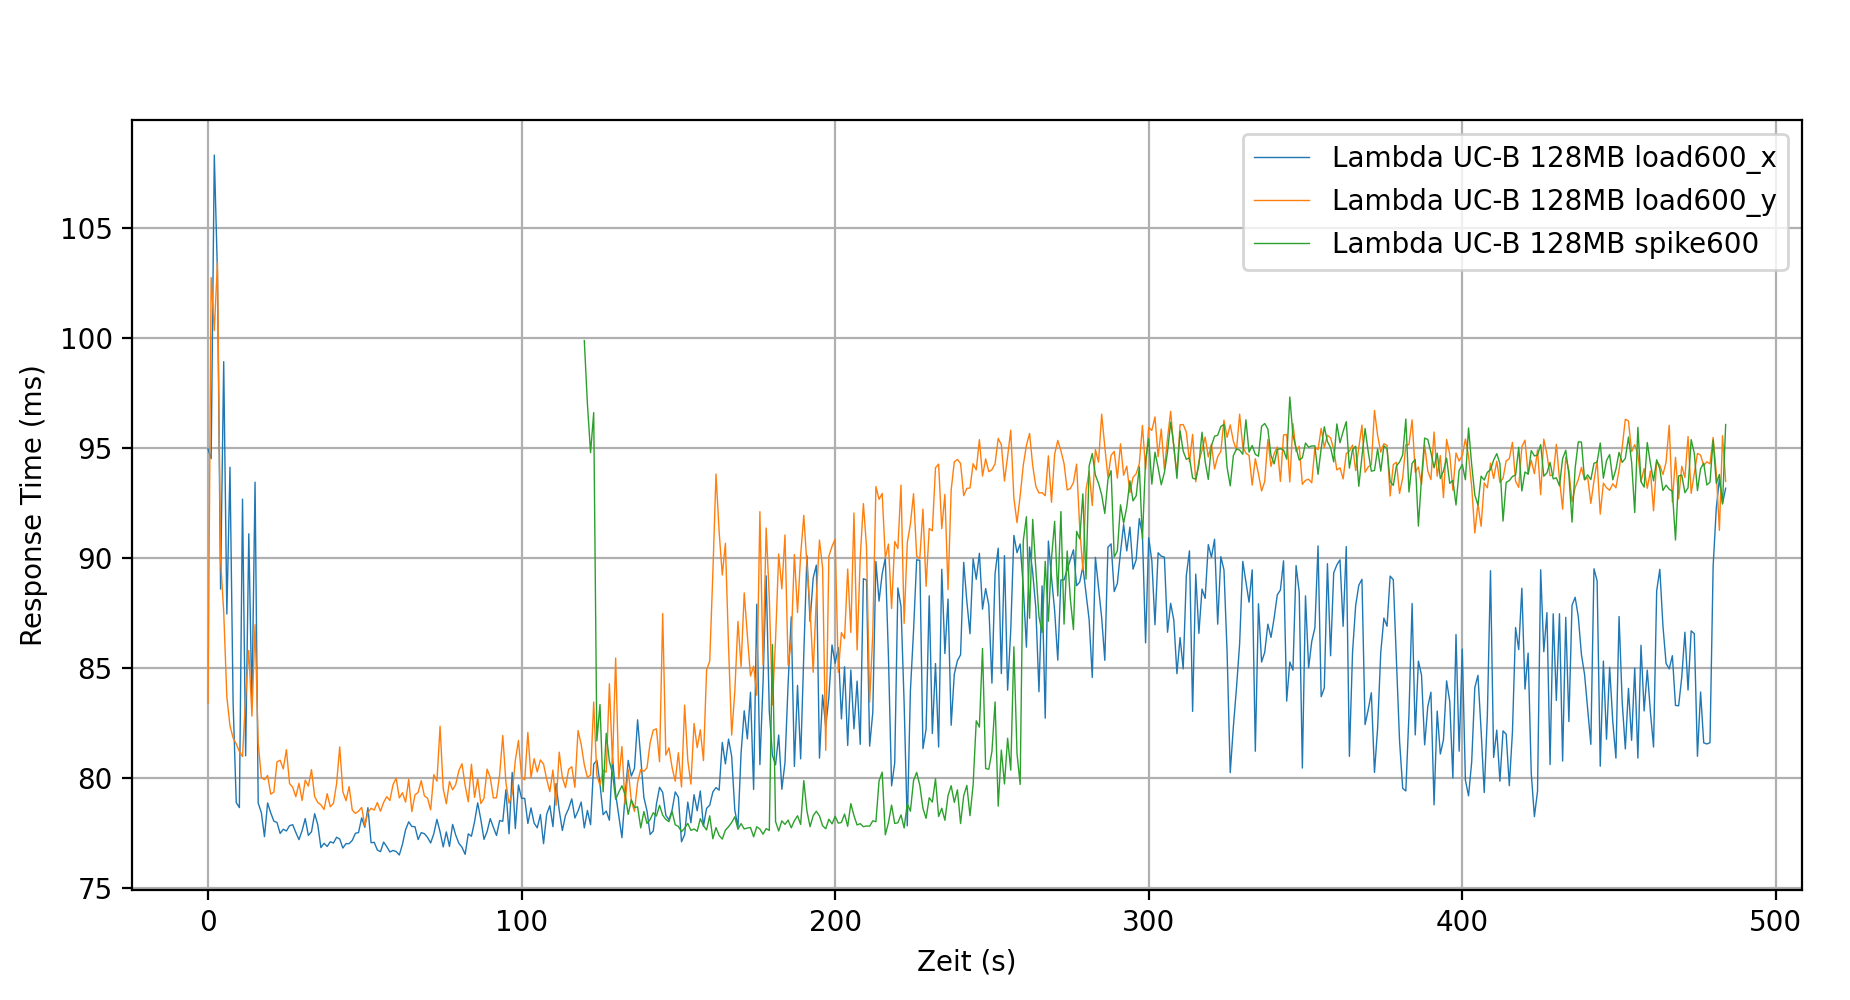 Lambda UC-B 128MB load600_x
Lambda UC-B 128MB load600_y
Lambda UC-B 128MB spike600
Response Time (ms)
105
100
95
90
85
80
75
0
100
200
300
400
500
Zeit (s)